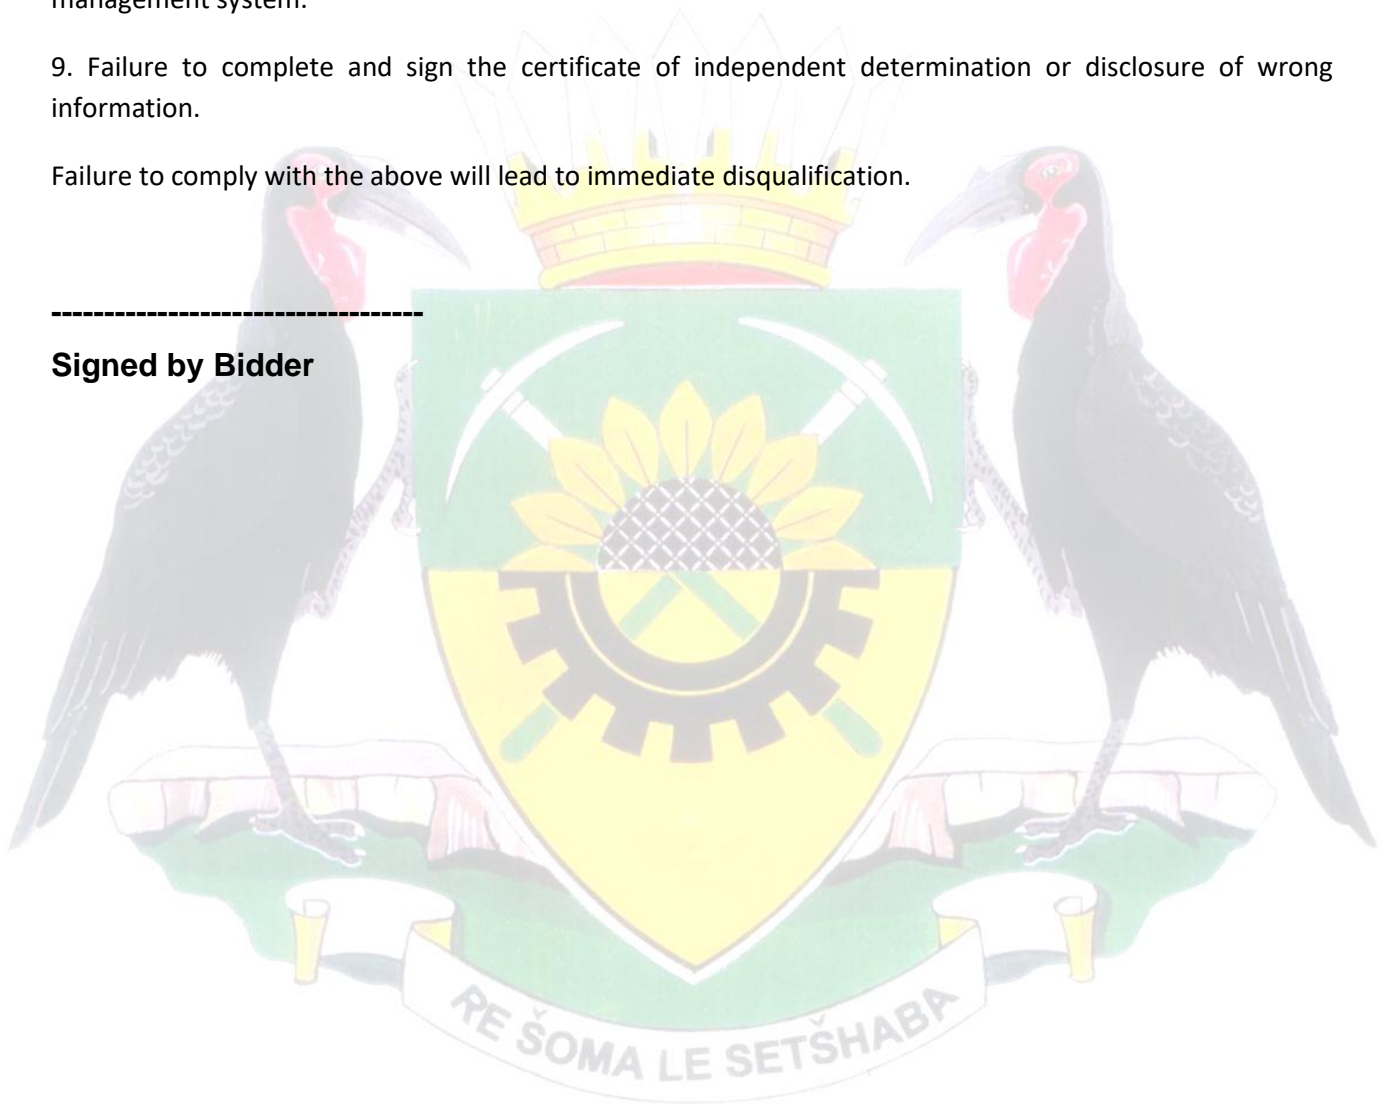 management system.
9. Failure to complete and sign the certificate of independent determination or disclosure of wrong
information.
Failure to comply with the above will lead to immediate disqualification.
-----------------------------------
Signed by Bidder
RE ŠOMA LE SETŠHABA